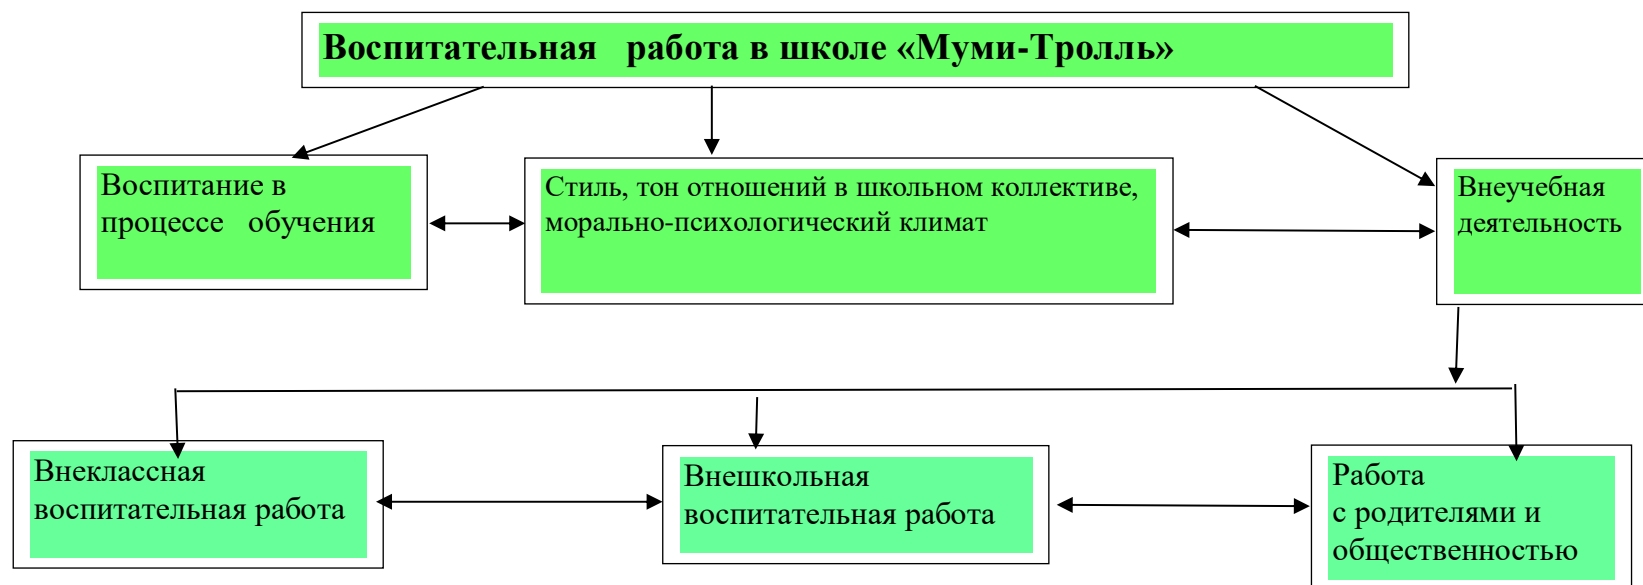 Воспитательная работа в школе «Муми-Тролль»
Воспитание в
процессе обучения
Стиль, тон отношений в школьном коллективе,
морально-психологический климат
Внеучебная
деятельность
Внеклассная
воспитательная работа
Внешкольная
воспитательная работа
Работа
с родителями и
общественностью